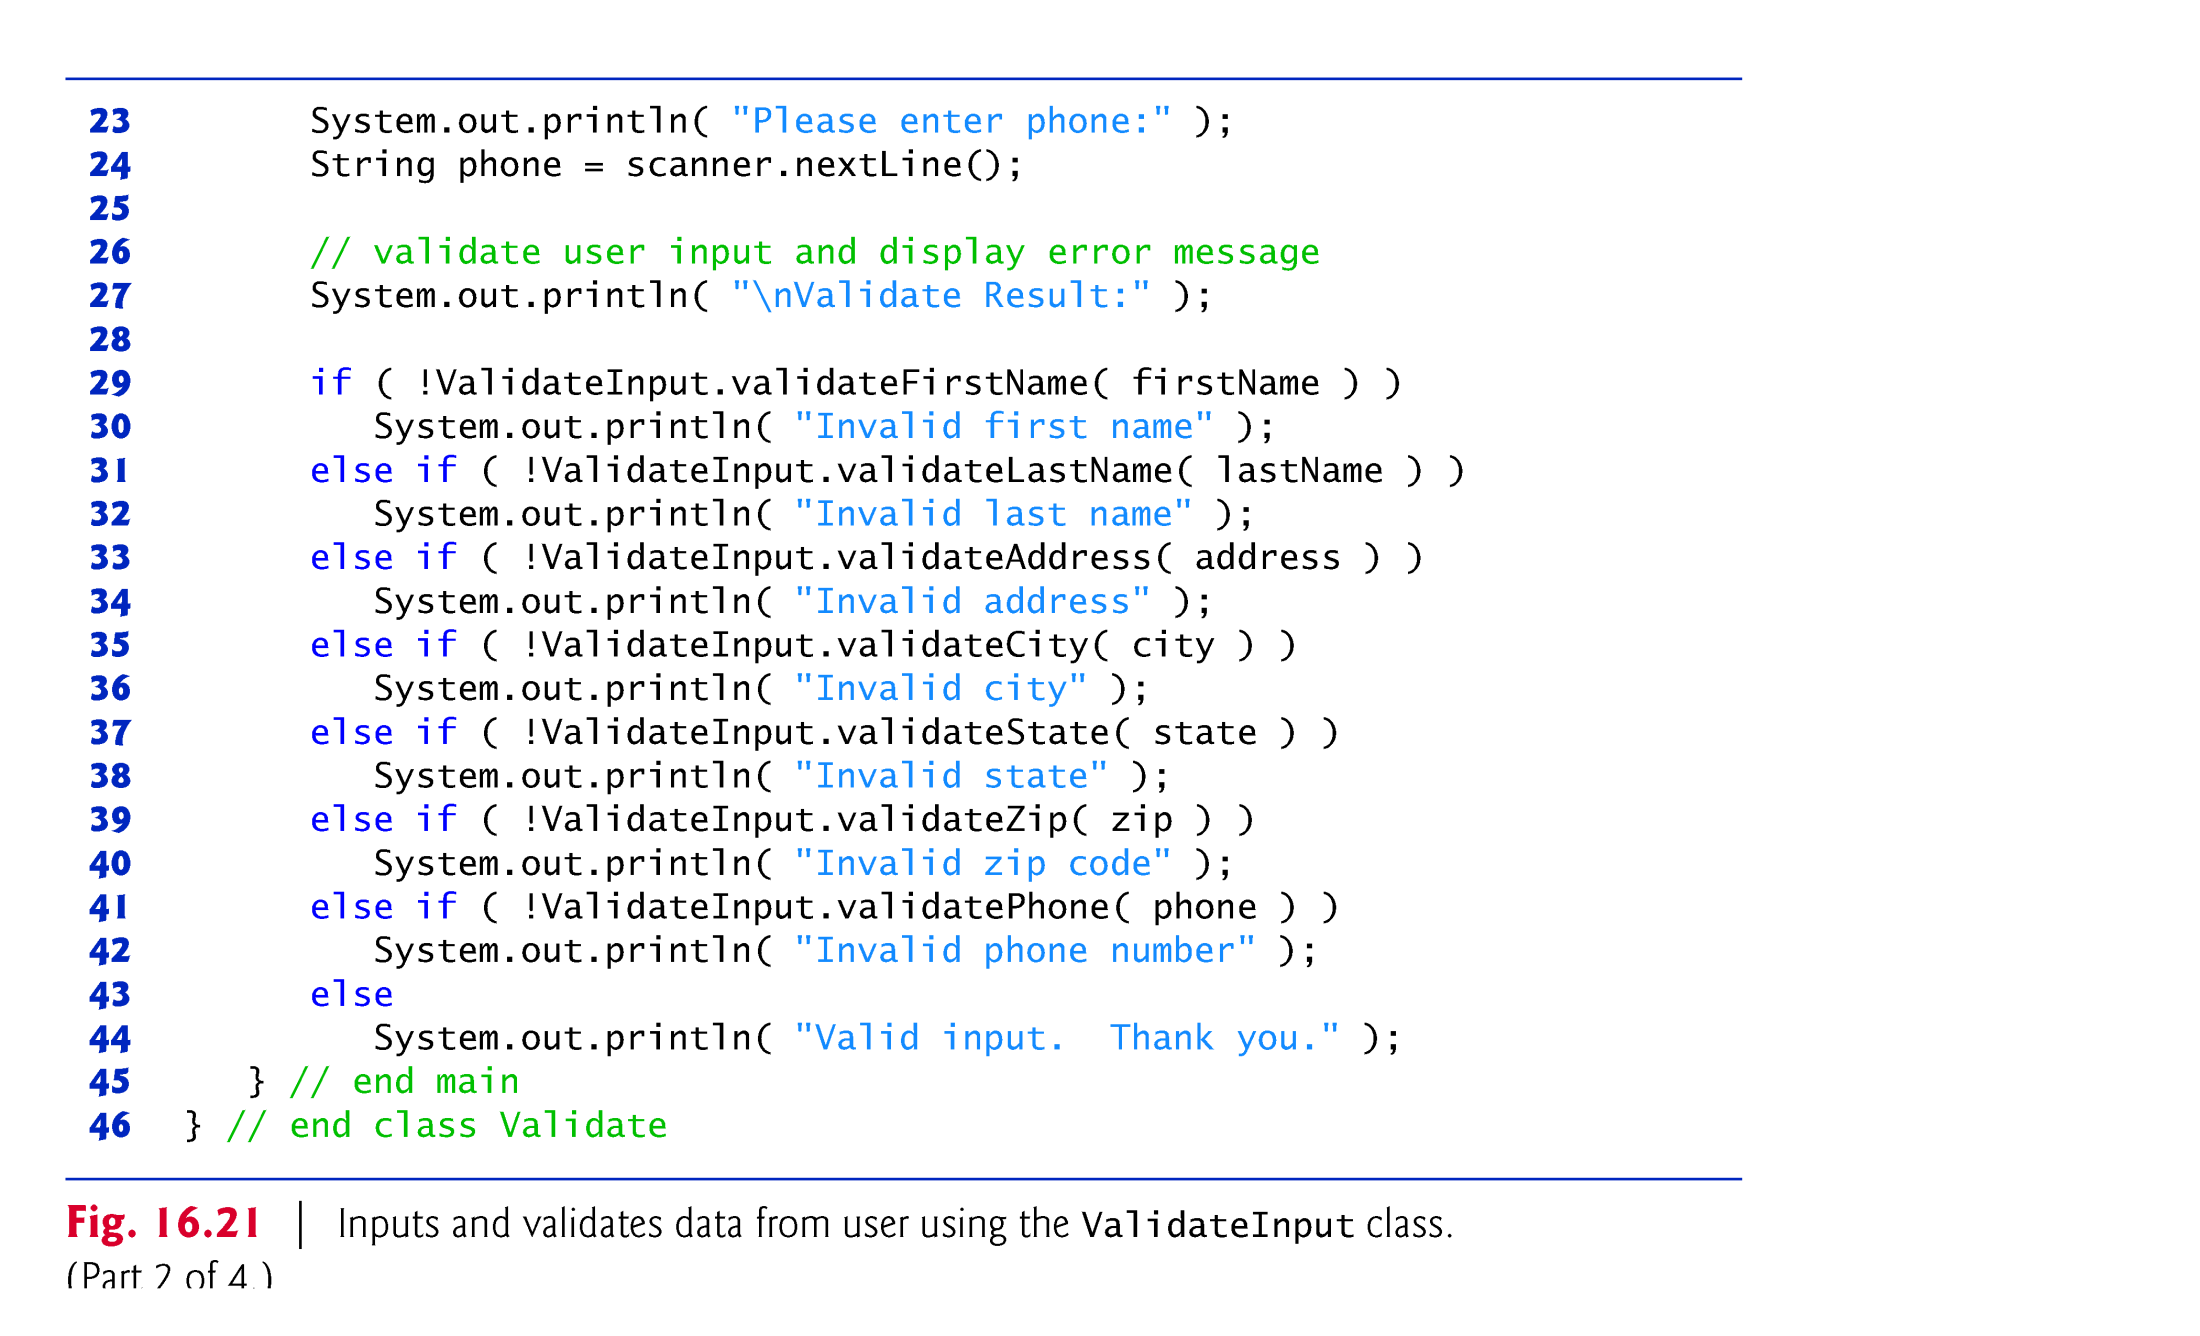 23 System.out.println( "Please enter phone:" );
24 String phone = scanner.nextLine();
25
26 // validate user input and display error message
27 System.out.println( "\nValidate Result:" );
28
29 if ( !ValidateInput.validateFirstName( firstName ) )
30 System.out.println( "Invalid first name" );
31 else if ( !ValidateInput.validateLastName( lastName ) )
32 System.out.println( "Invalid last name" );
33 else if ( !ValidateInput.validateAddress( address ) )
34 System.out.println( "Invalid address" );
35 else if ( !ValidateInput.validateCity( city ) )
36 System.out.println( "Invalid city" );
37 else if ( !ValidateInput.validateState( state ) )
38 System.out.println( "Invalid state" );
39 else if ( !ValidateInput.validateZip( zip ) )
40 System.out.println( "Invalid zip code" );
41 else if ( !ValidateInput.validatePhone( phone ) )
42 System.out.println( "Invalid phone number" );
43 else
44 System.out.println( "Valid input.  Thank you." );
45 } // end main
46 } // end class Validate
Fig. 16.21 | Inputs and validates data from user using the ValidateInput class.
(Part 2 of 4.)